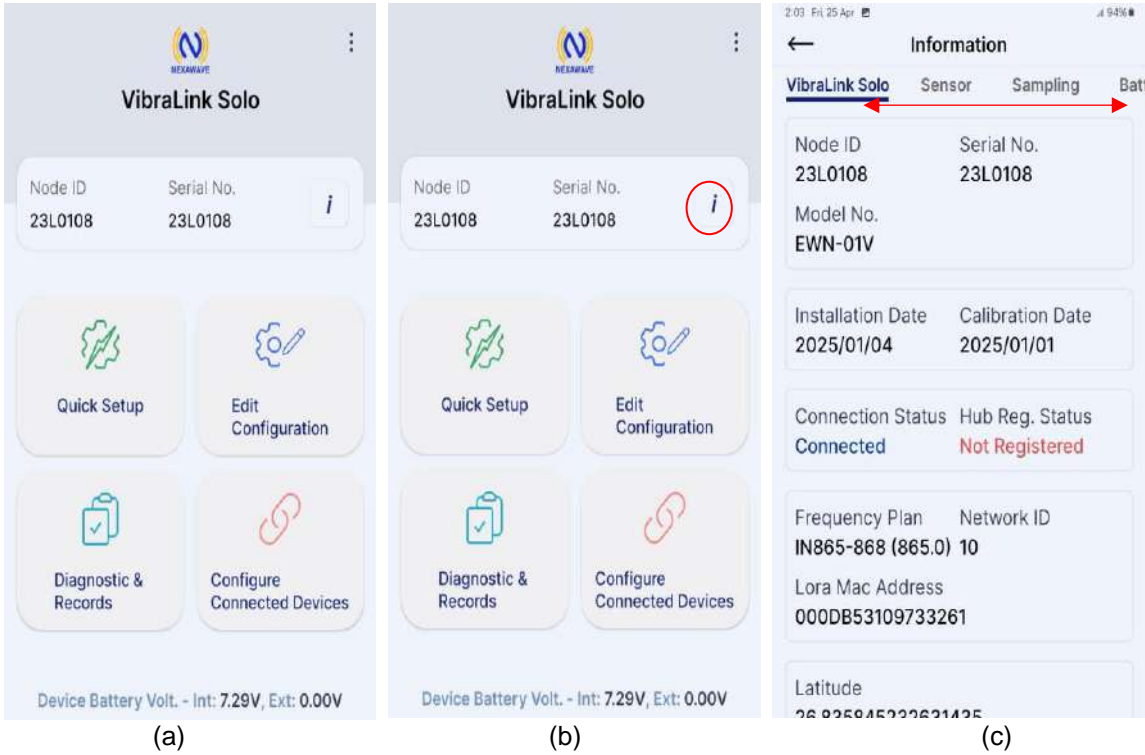 NEXAWAVE
VibraLink Solo
Node ID Serial No.
23L0108 23L0108 i
Quick Setup Edit
Configuration
Diagnostic & Configure
Records Connected Devices
Device Battery Volt. - Int: 7.29V, Ext: 0.00V
(a)
NEXAWAVE
VibraLink Solo
Node ID Serial No.
23L0108 23L0108 i
Quick Setup Edit
Configuration
Diagnostic & Configure
Records Connected Devices
Device Battery Volt. - Int: 7.29V, Ext: 0.00V
(b)
2:03 Fri, 25 Apr 94%
Information
VibraLink Solo Sensor Sampling Batt
Node ID Serial No.
23L0108 23L0108
Model No.
EWN-01V
Installation Date Calibration Date
2025/01/04 2025/01/01
Connection Status Hub Reg. Status
Connected Not Registered
Frequency Plan Network ID
IN865-868 (865.0) 10
Lora Mac Address
000DB53109733261
Latitude
(c)